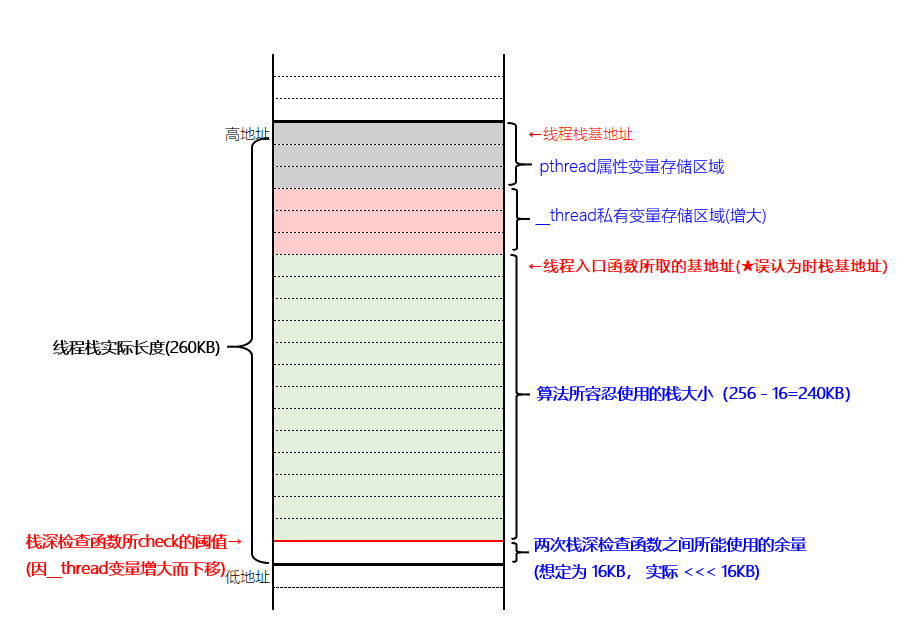 高地址
←线程栈基地址
pthread属性变量存储区域
__thread私有变量存储区域(增大)
←线程入口函数所取的基地址(★误认为时栈基地址)
线程栈实际长度(260KB)
算法所容忍使用的栈大小（256 - 16=240KB）
栈深检查函数所check的阈值→
(因__thread变量增大而下移)
两次栈深检查函数之间所能使用的余量
(想定为 16KB， 实际 <<< 16KB)
低地址